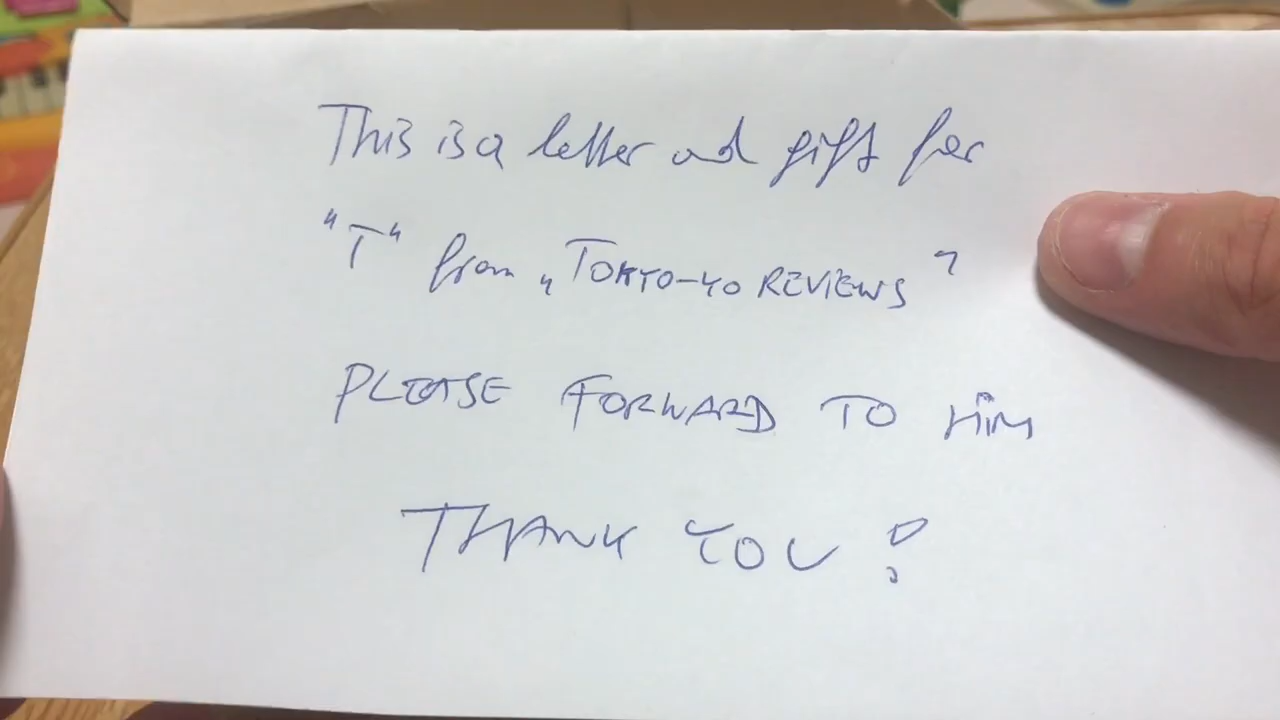 This is a letter and gift for
"T" from „TOKYO-YO REVIEWS"
PLEASE FORWARD TO HIM
THANK YOU!